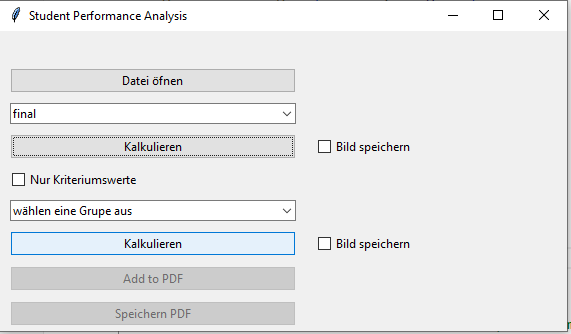 Student Performance Analysis
Datei öfnen
final
Kalkulieren
Bild speichern
Nur Kriteriumswerte
wählen eine Grupe aus
Kalkulieren
Bild speichern
Add to PDF
Speichern PDF